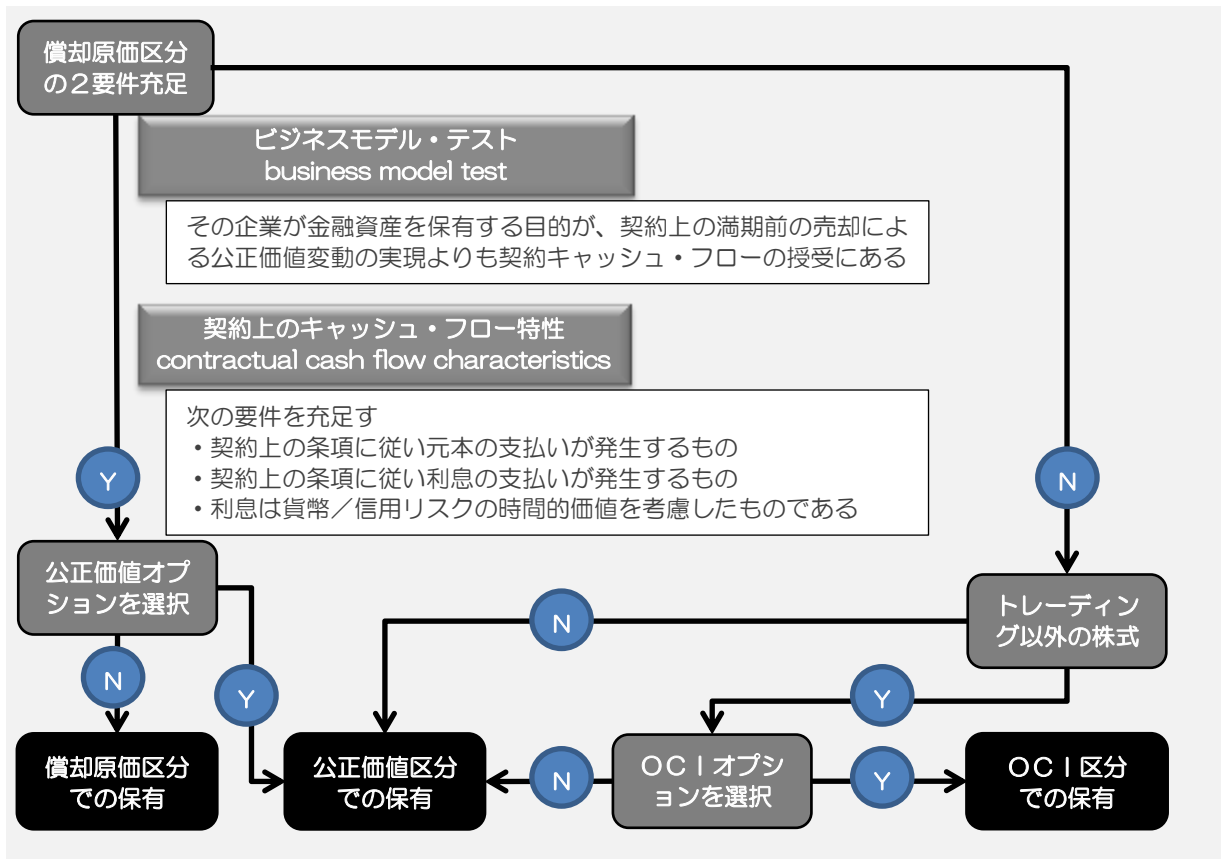 償却原価区分
の２要件充足
ビジネスモデル・テスト
business model test
その企業が金融資産を保有する目的が、契約上の満期前の売却によ
る公正価値変動の実現よりも契約キャッシュ・フローの授受にある
契約上のキャッシュ・フロー特性
contractual cash flow characteristics
次の要件を充足す
・契約上の条項に従い元本の支払いが発生するもの
・契約上の条項に従い利息の支払いが発生するもの
・利息は貨幣／信用リスクの時間的価値を考慮したものである
Y
N
公正価値オプ
ションを選択
トレーディン
グ以外の株式
N
N
Y
Y
償却原価区分
での保有
公正価値区分
での保有
N
ＯＣＩオプシ
ョンを選択
Y
ＯＣＩ区分
での保有